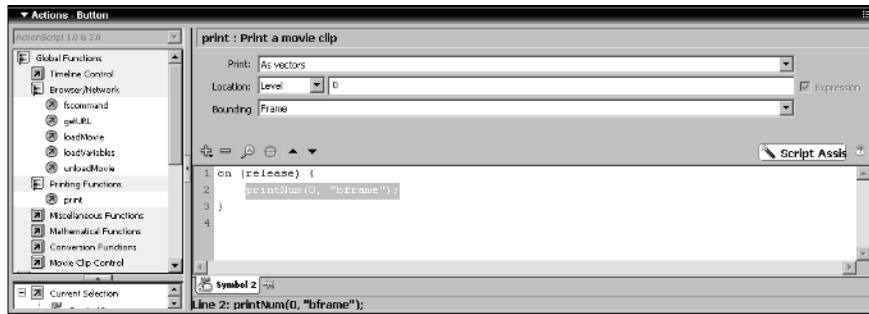 Actions - Button
ActionScript 1.0 & 2.0
Global Functions
Timeline Control
Browser/Network
fscommand
getURL
loadMovie
loadVariables
unloadMovie
Printing Functions
print
Miscellaneous Functions
Mathematical Functions
Conversion Functions
Movie Clip Control
Current Selection
print : Print a movie clip
Print: As vectors
Location: Level 0 Expression
Bounding Frame
Script Assis
1 on (release) {
2 printNum(0, "bframe");
3 }
4
Symbol 2
Line 2: printNum(0, "bframe");